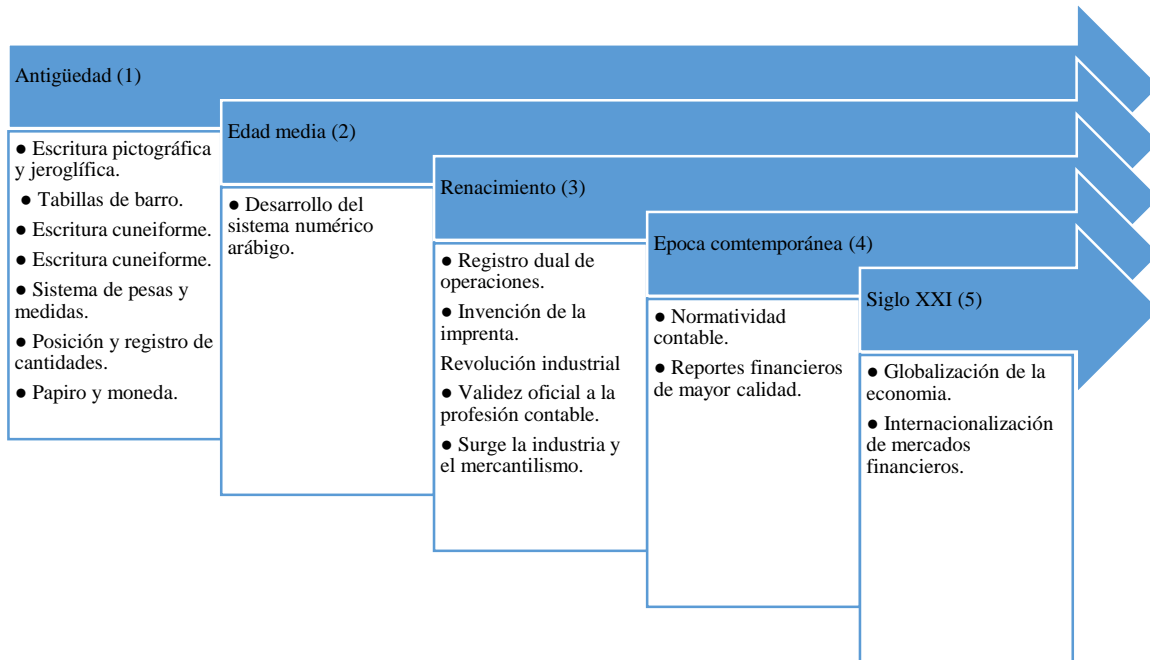 Antigüedad (1)
● Escritura pictográfica
y jeroglífica.
● Tabillas de barro.
● Escritura cuneiforme.
● Escritura cuneiforme.
● Sistema de pesas y
medidas.
● Posición y registro de
cantidades.
● Papiro y moneda.
Edad media (2)
● Desarrollo del
sistema numérico
arábigo.
Renacimiento (3)
● Registro dual de
operaciones.
● Invención de la
imprenta.
Revolución industrial
● Validez oficial a la
profesión contable.
● Surge la industria y
el mercantilismo.
Epoca comtemporánea (4)
● Normatividad
contable.
● Reportes financieros
de mayor calidad.
Siglo XXI (5)
● Globalización de la
economia.
● Internacionalización
de mercados
financieros.